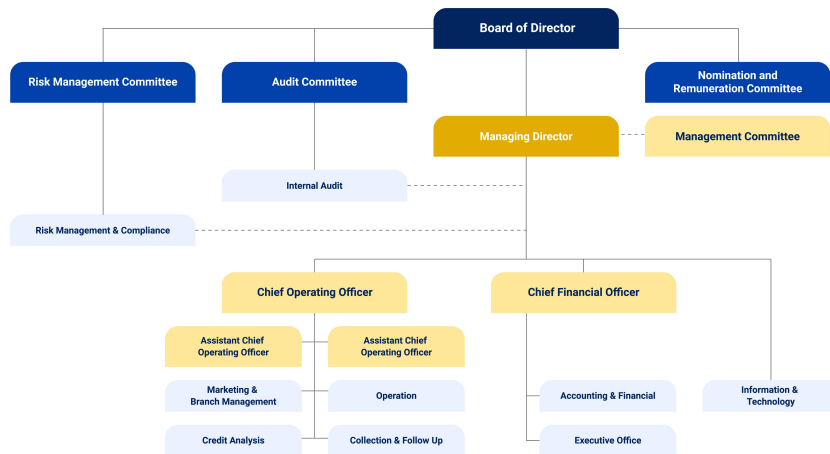 Board of Director
Risk Management Committee
Audit Committee
Nomination and
Remuneration Committee
Managing Director
Management Committee
Internal Audit
Risk Management & Compliance
Chief Operating Officer
Chief Financial Officer
Assistant Chief
Operating Officer
Assistant Chief
Operating Officer
Marketing &
Branch Management
Operation
Accounting & Financial
Information &
Technology
Credit Analysis
Collection & Follow Up
Executive Office